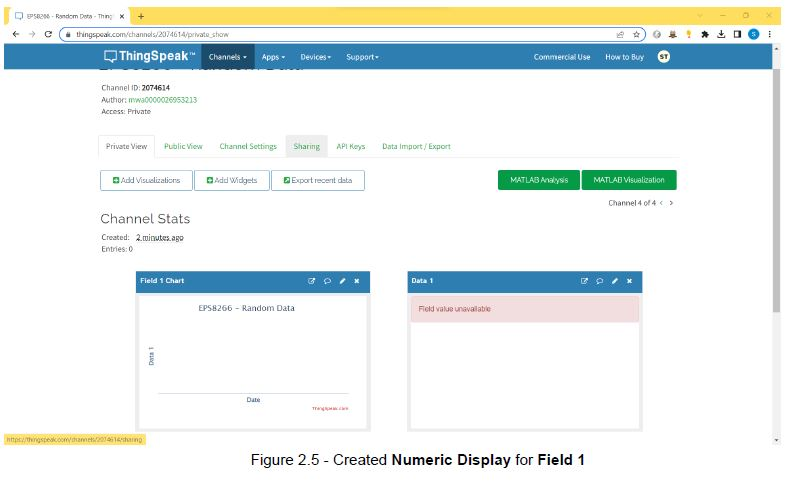 EPS8266 - Random Data - Thing
thingspeak.com/channels/2074614/private_show
ThingSpeak™
Channels
Apps
Devices
Support
Commercial Use
How to Buy
ST
S
Channel ID: 2074614
Author: mwa0000026953213
Access: Private
Private View
Public View
Channel Settings
Sharing
API Keys
Data Import / Export
Add Visualizations
Add Widgets
Export recent data
MATLAB Analysis
MATLAB Visualization
Channel 4 of 4 < >
Channel Stats
Created: 2 minutes ago
Entries: 0
Field 1 Chart
EPS8266 - Random Data
Data 1
Date
ThingSpeak.com
Data 1
Field value unavailable
https://thingspeak.com/channels/2074614/sharing
Figure 2.5 - Created Numeric Display for Field 1